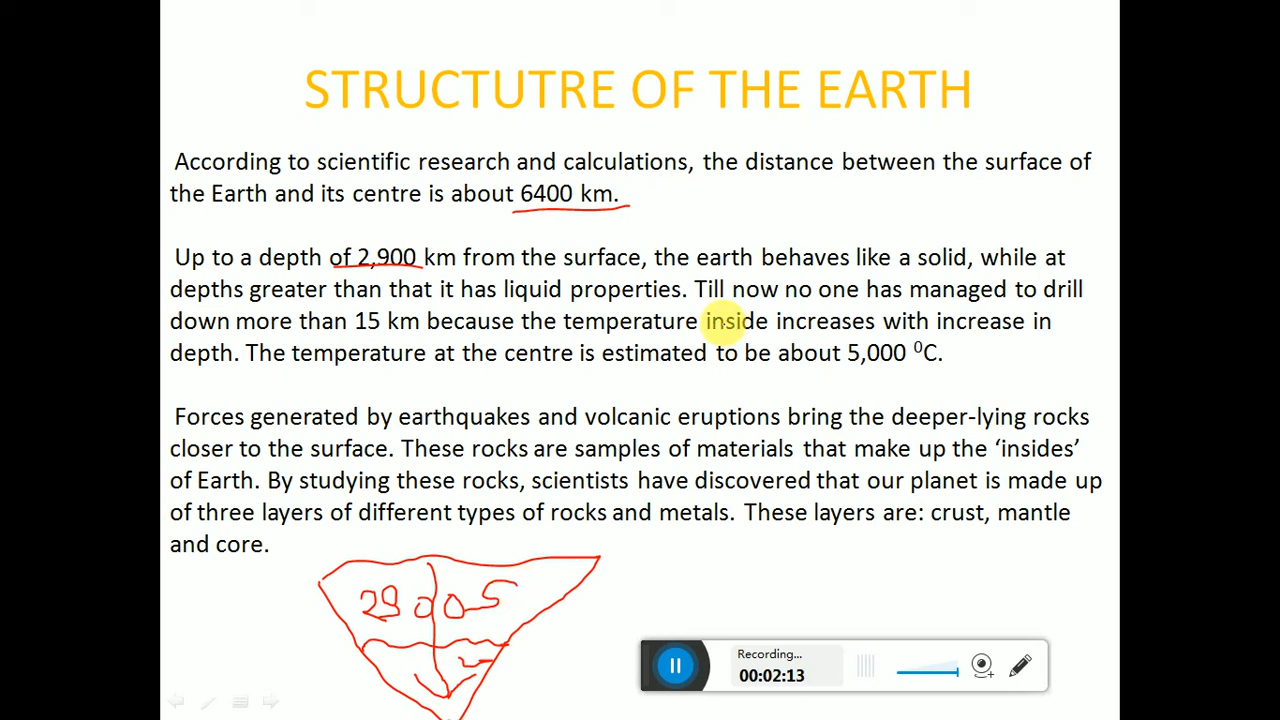 STRUCTUTRE OF THE EARTH
According to scientific research and calculations, the distance between the surface of
the Earth and its centre is about 6400 km.
Up to a depth of 2,900 km from the surface, the earth behaves like a solid, while at
depths greater than that it has liquid properties. Till now no one has managed to drill
down more than 15 km because the temperature inside increases with increase in
depth. The temperature at the centre is estimated to be about 5,000 ⁰C.
Forces generated by earthquakes and volcanic eruptions bring the deeper-lying rocks
closer to the surface. These rocks are samples of materials that make up the ‘insides’
of Earth. By studying these rocks, scientists have discovered that our planet is made up
of three layers of different types of rocks and metals. These layers are: crust, mantle
and core.
2900 S
Recording...
00:02:13